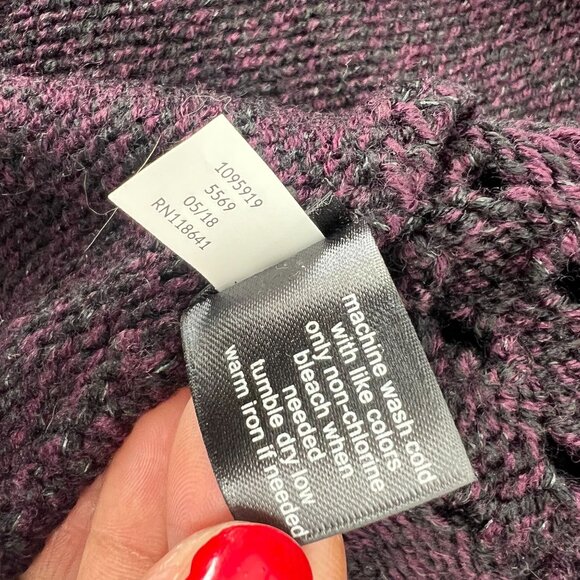 1095919
5569
05/18
RN118641
machine wash cold
with like colors
only non-chlorine
bleach when
needed
tumble dry low
warm iron if needed